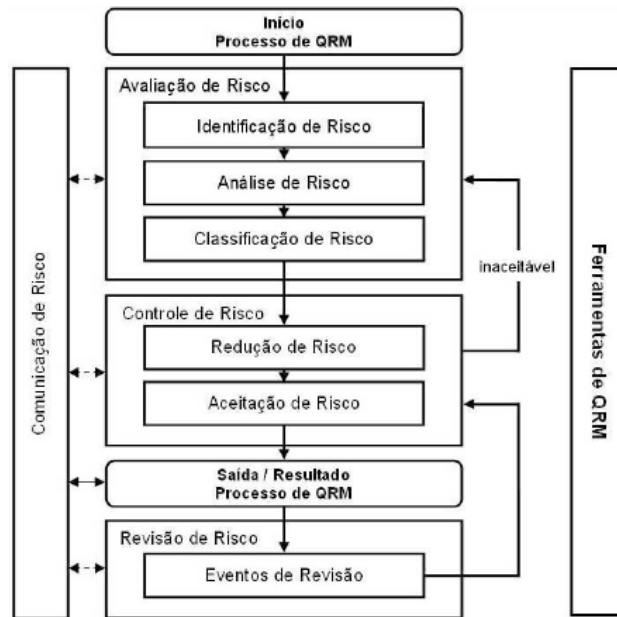 Início
Processo de QRM
Avaliação de Risco
Identificação de Risco
Análise de Risco
Classificação de Risco
inaceitável
Controle de Risco
Redução de Risco
Aceitação de Risco
Saída / Resultado
Processo de QRM
Revisão de Risco
Eventos de Revisão
Comunicação de Risco
Ferramentas de QRM